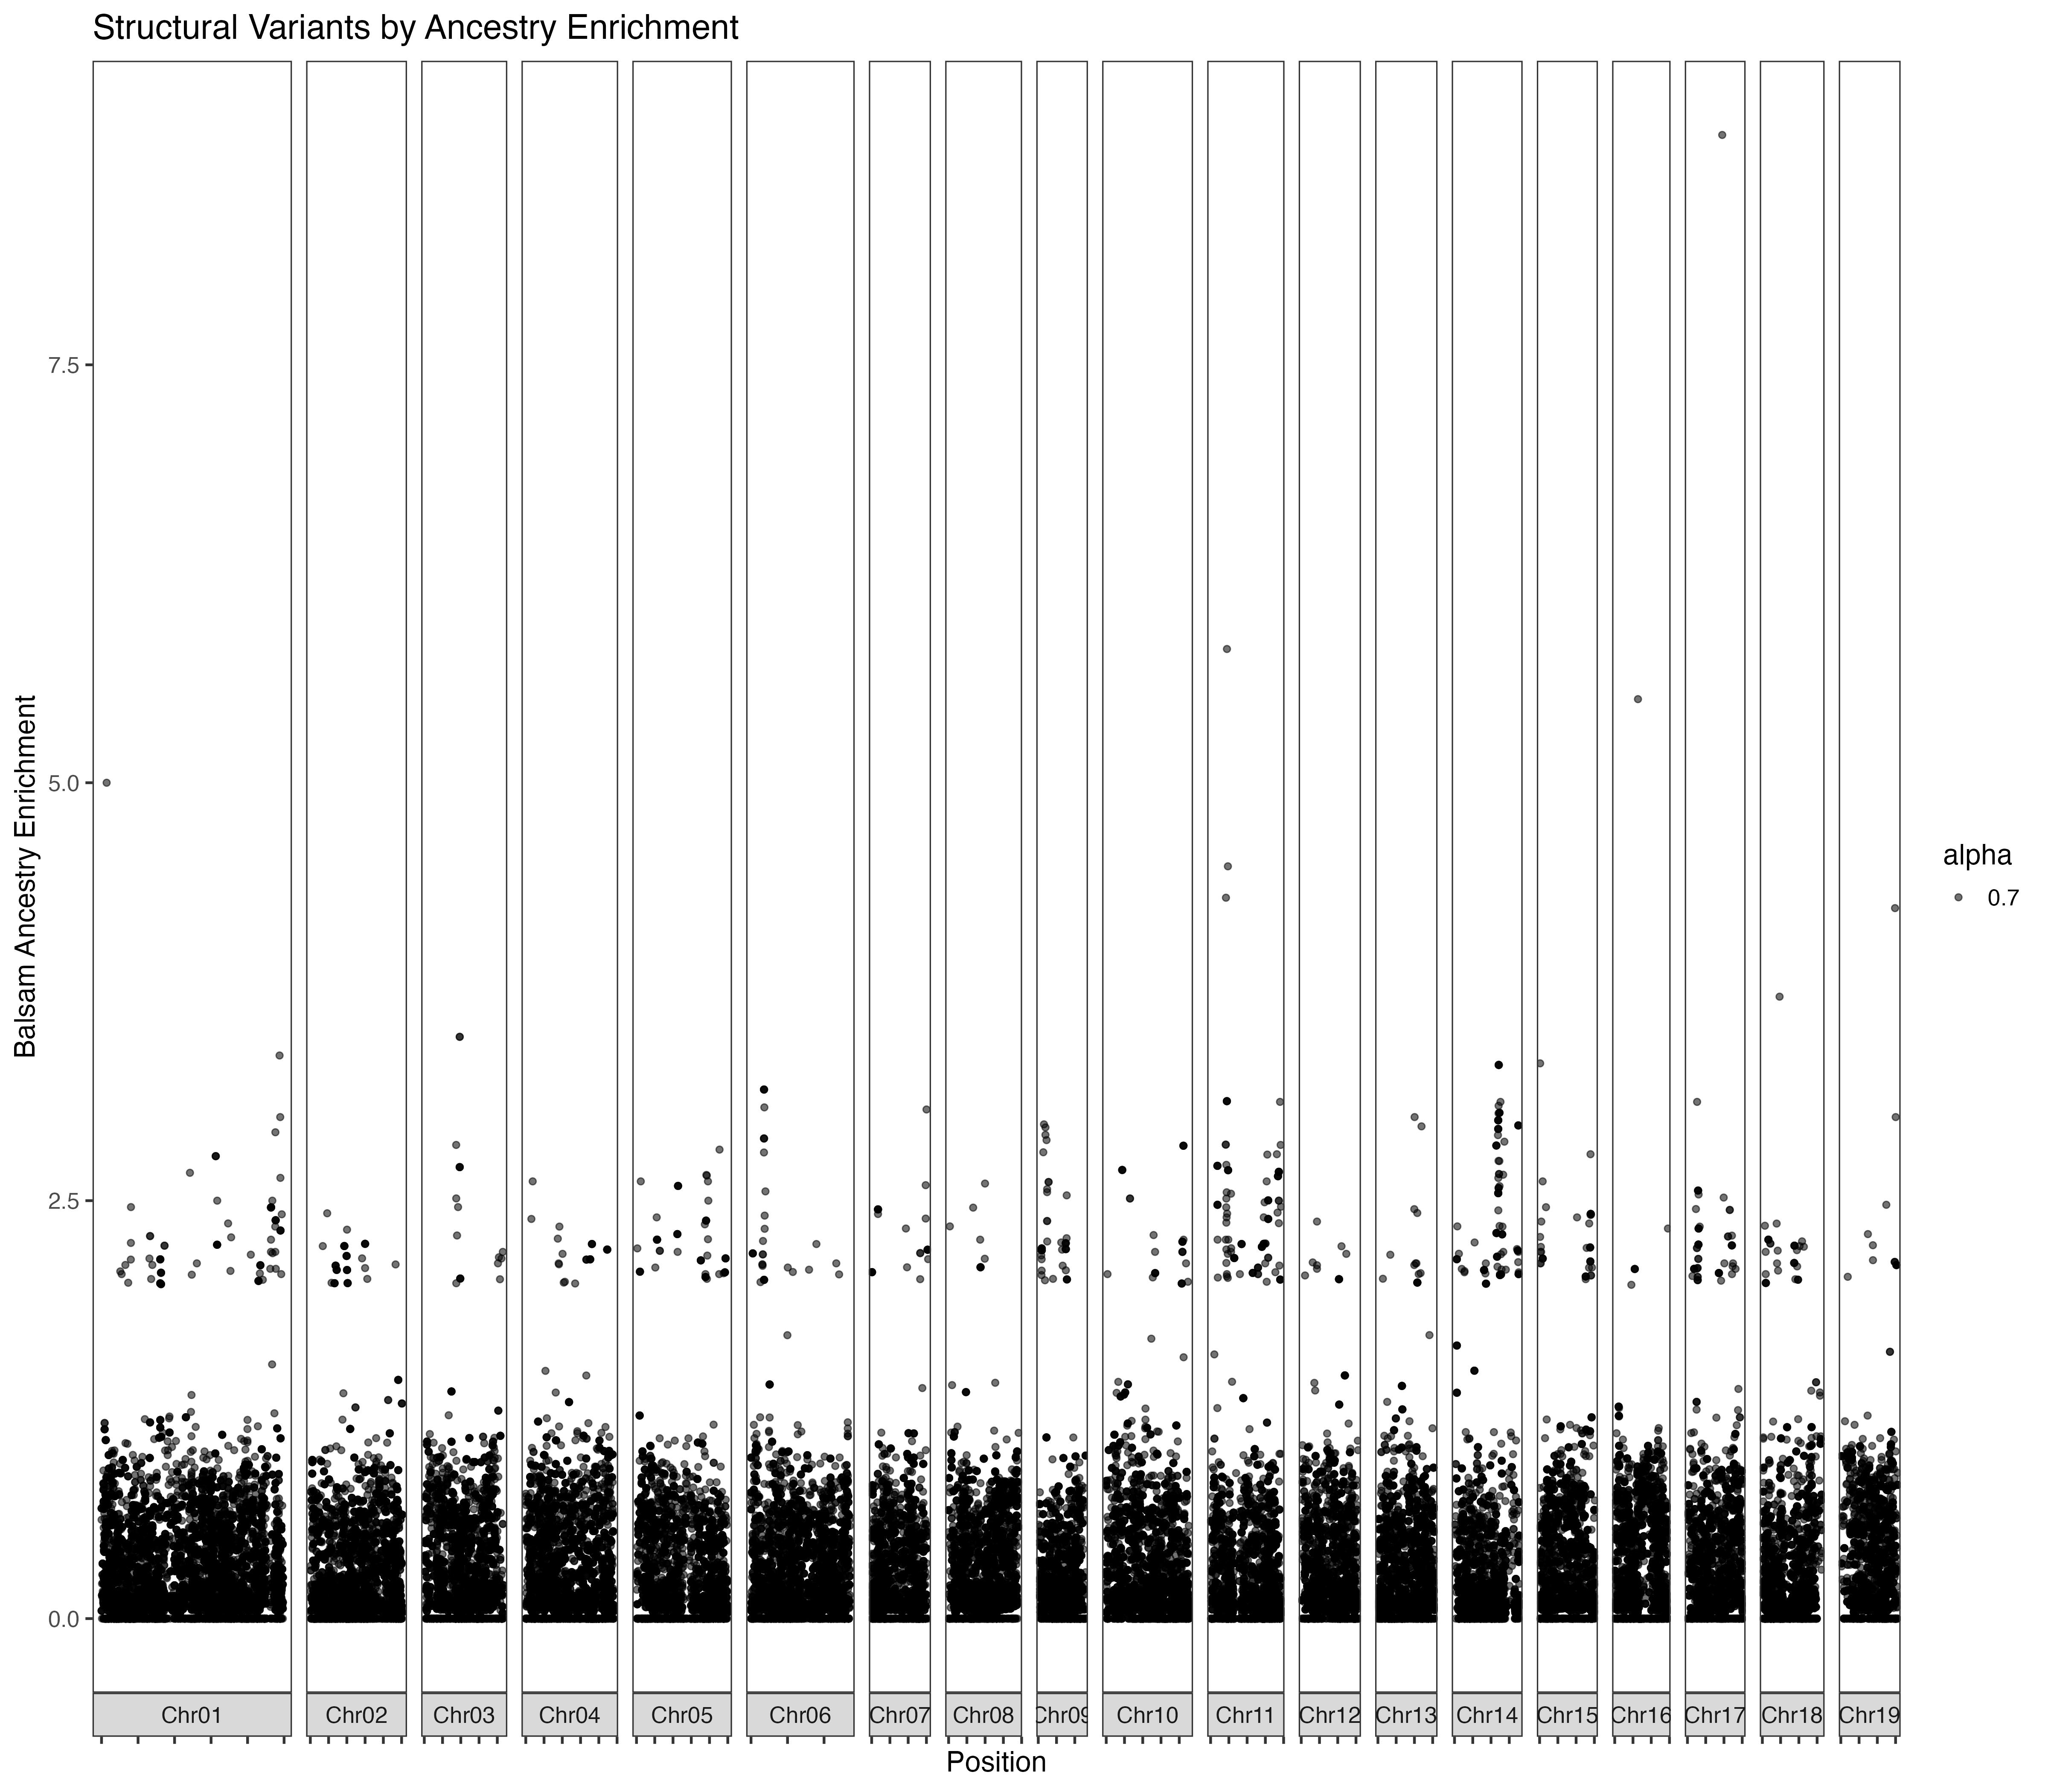 Structural Variants by Ancestry Enrichment
Balsam Ancestry Enrichment
7.5
5.0
2.5
0.0
alpha
0.7
Chr01 Chr02 Chr03 Chr04 Chr05 Chr06 Chr07 Chr08 Chr09 Chr10 Chr11 Chr12 Chr13 Chr14 Chr15 Chr16 Chr17 Chr18 Chr19
Position